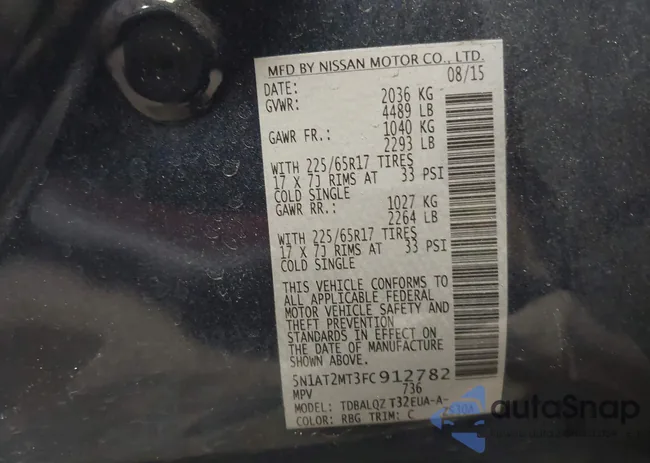 MFD BY NISSAN MOTOR CO., LTD.
DATE: 08/15
GVWR: 2036 KG
4489 LB
GAWR FR.: 1040 KG
2293 LB
WITH 225/65R17 TIRES
17 X 7J RIMS AT 33 PSI
COLD SINGLE
GAWR RR.: 1027 KG
2264 LB
WITH 225/65R17 TIRES
17 X 7J RIMS AT 33 PSI
COLD SINGLE
THIS VEHICLE CONFORMS TO
ALL APPLICABLE FEDERAL
MOTOR VEHICLE SAFETY AND
THEFT PREVENTION
STANDARDS IN EFFECT ON
THE DATE OF MANUFACTURE
SHOWN ABOVE.
5N1AT2MT3FC912782
MPV 736
MODEL: TDBALQZ T32EUA-A-
COLOR: RBG TRIM: C
autoSnap